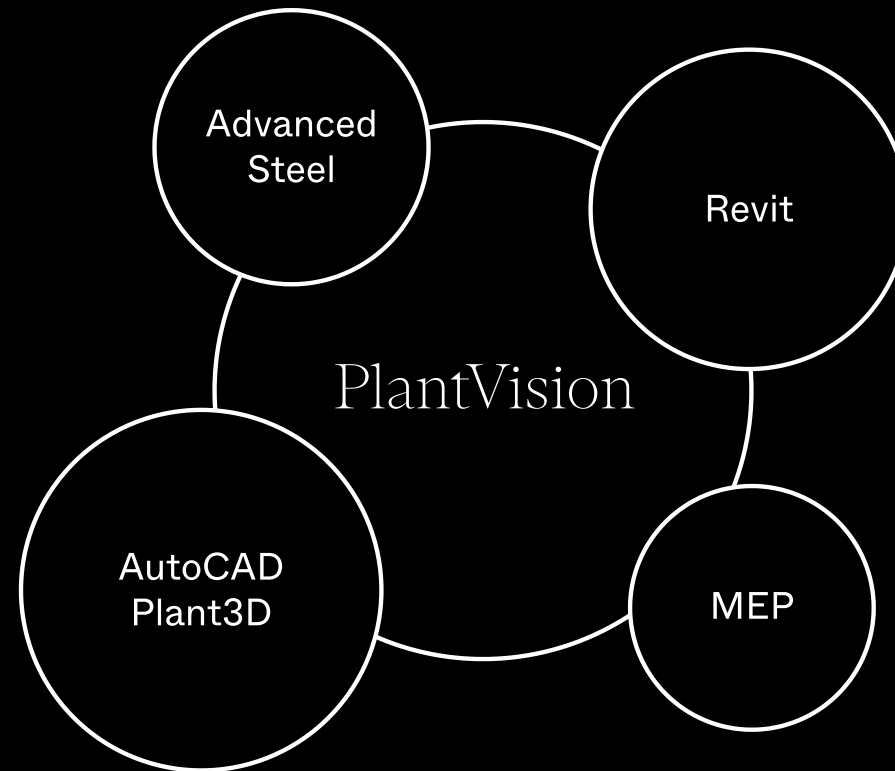 Advanced
Steel
Revit
PlantVision
AutoCAD
Plant3D
MEP